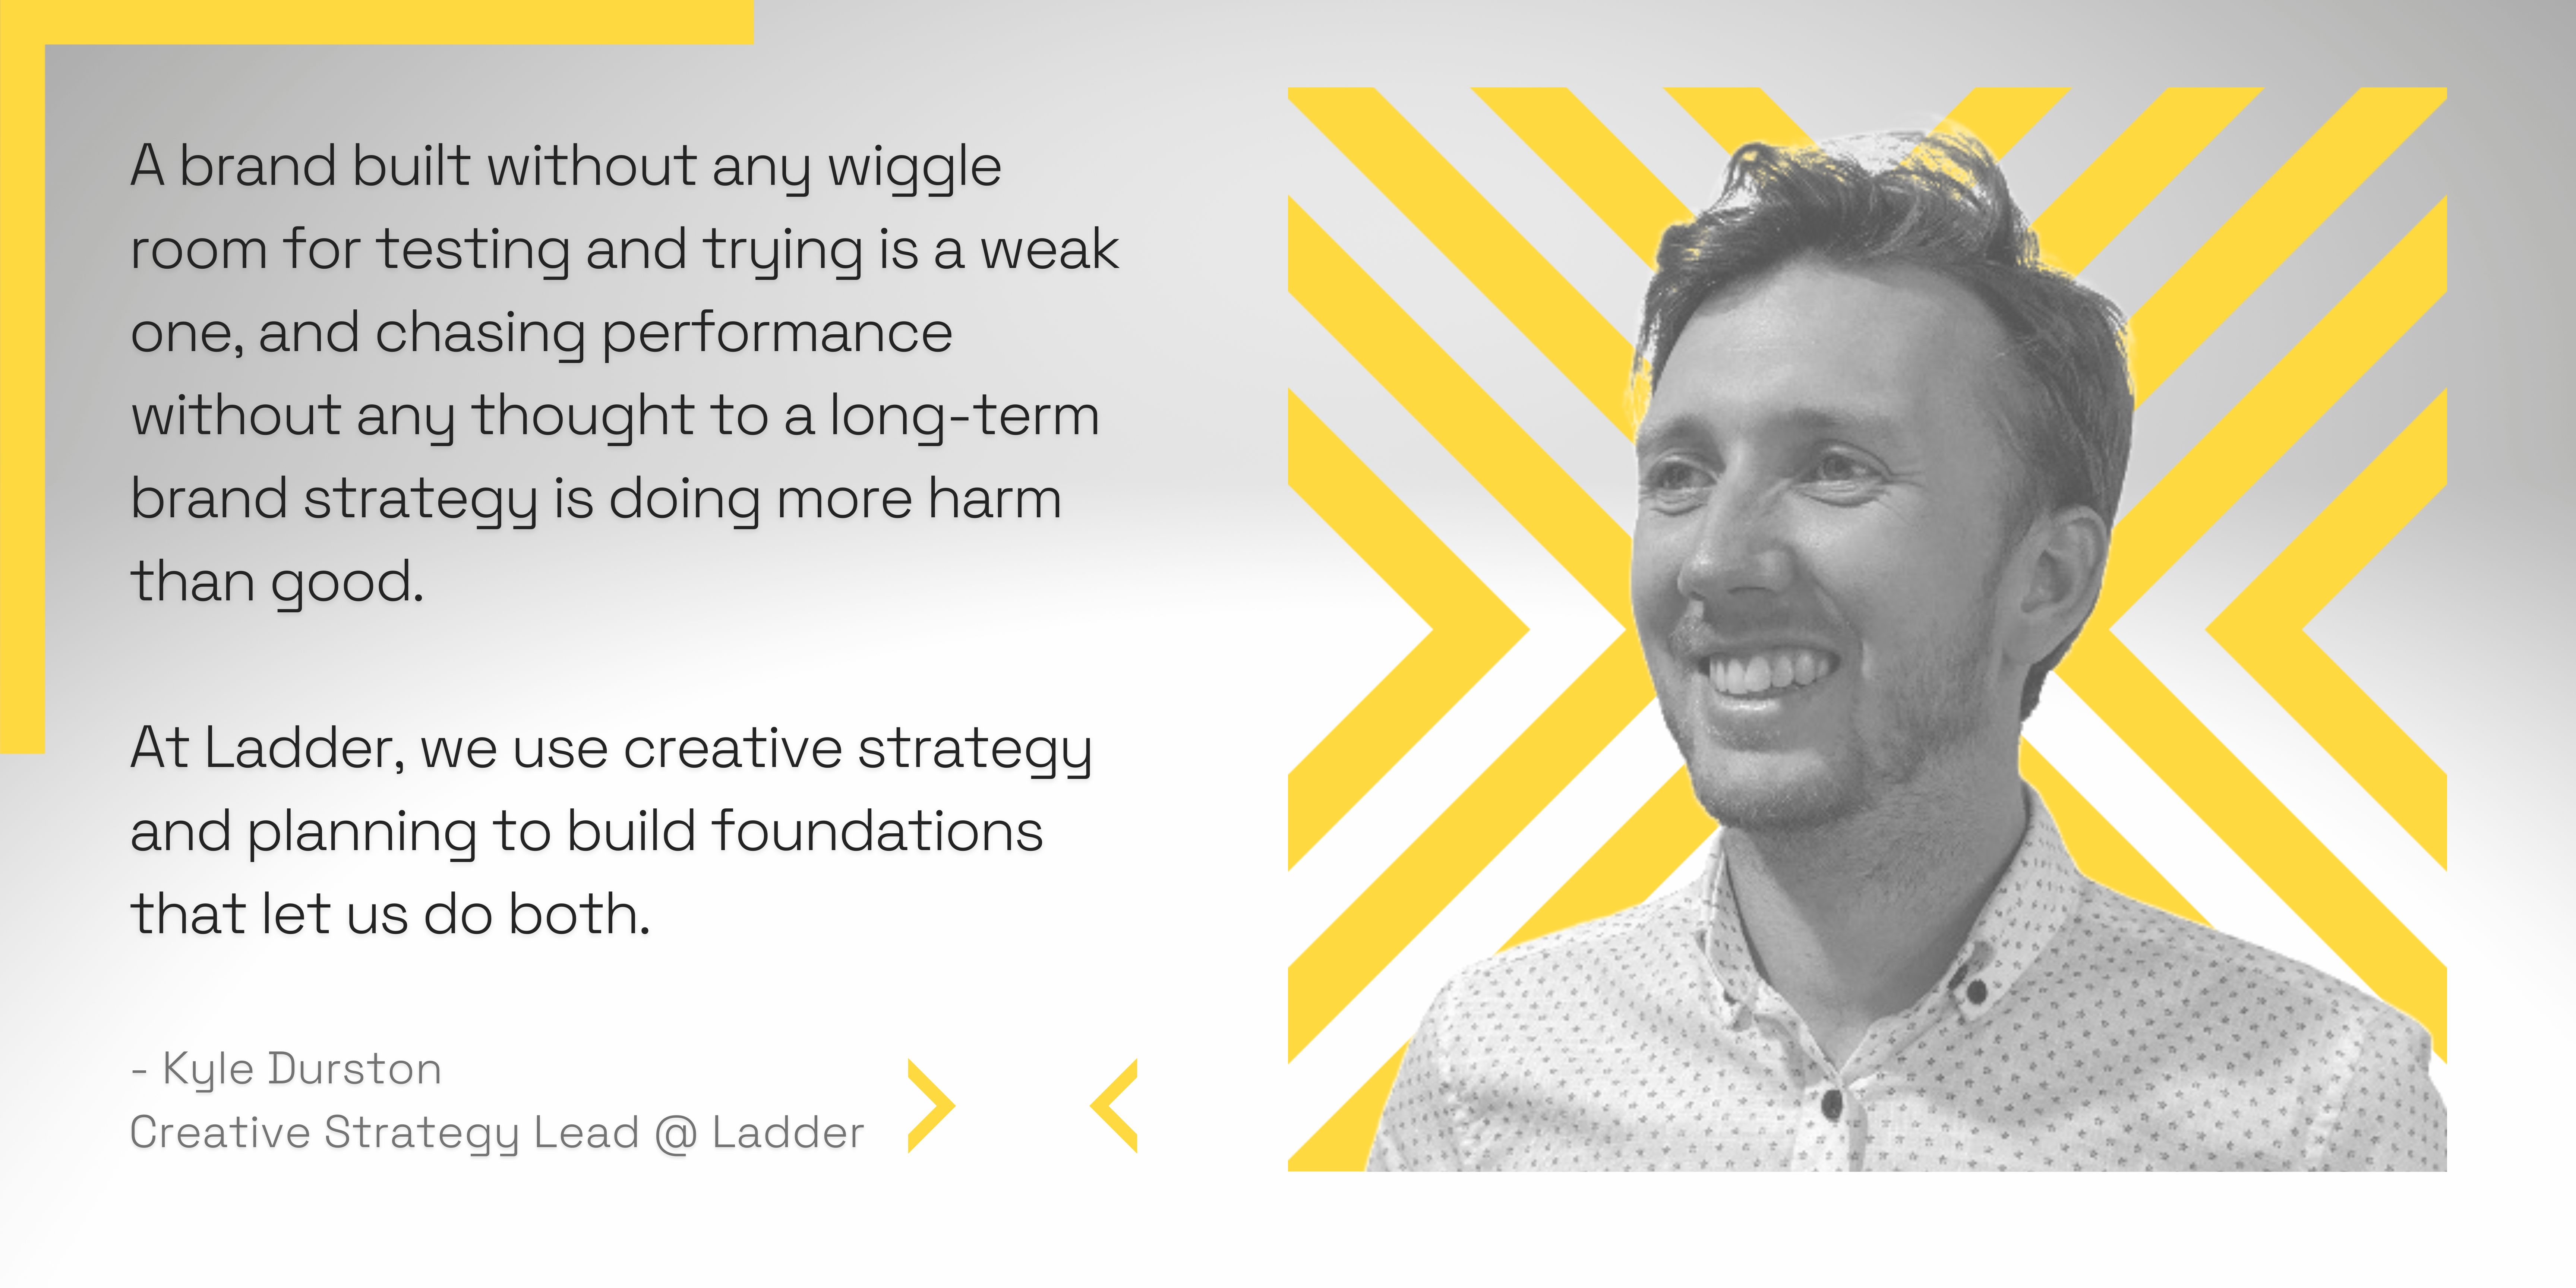 A brand built without any wiggle
room for testing and trying is a weak
one, and chasing performance
without any thought to a long-term
brand strategy is doing more harm
than good.
At Ladder, we use creative strategy
and planning to build foundations
that let us do both.
- Kyle Durston
Creative Strategy Lead @ Ladder